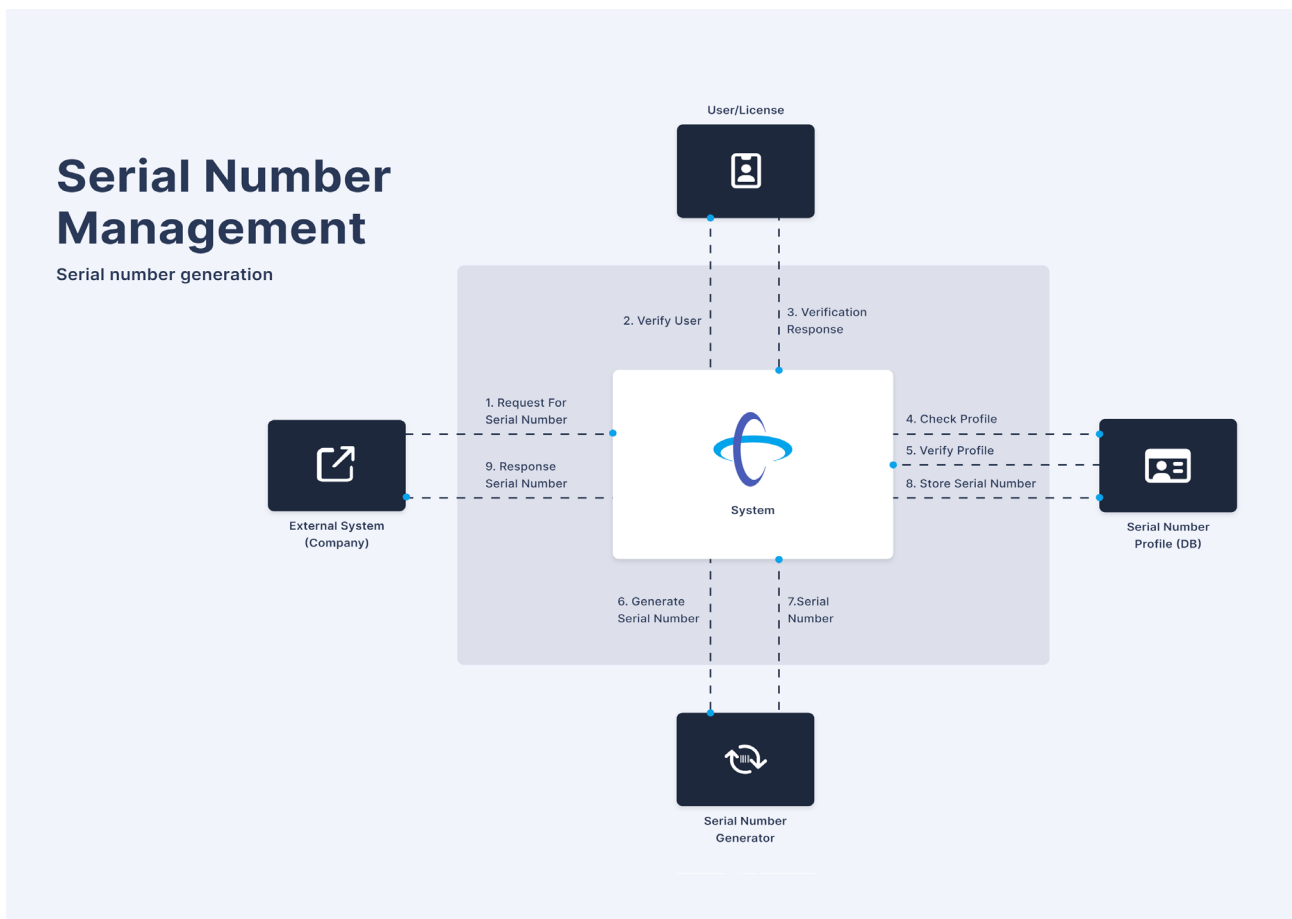 Serial Number
Management
Serial number generation
User/License
2. Verify User
3. Verification
Response
1. Request For
Serial Number
9. Response
Serial Number
External System
(Company)
System
4. Check Profile
5. Verify Profile
8. Store Serial Number
Serial Number
Profile (DB)
6. Generate
Serial Number
7.Serial
Number
Serial Number
Generator